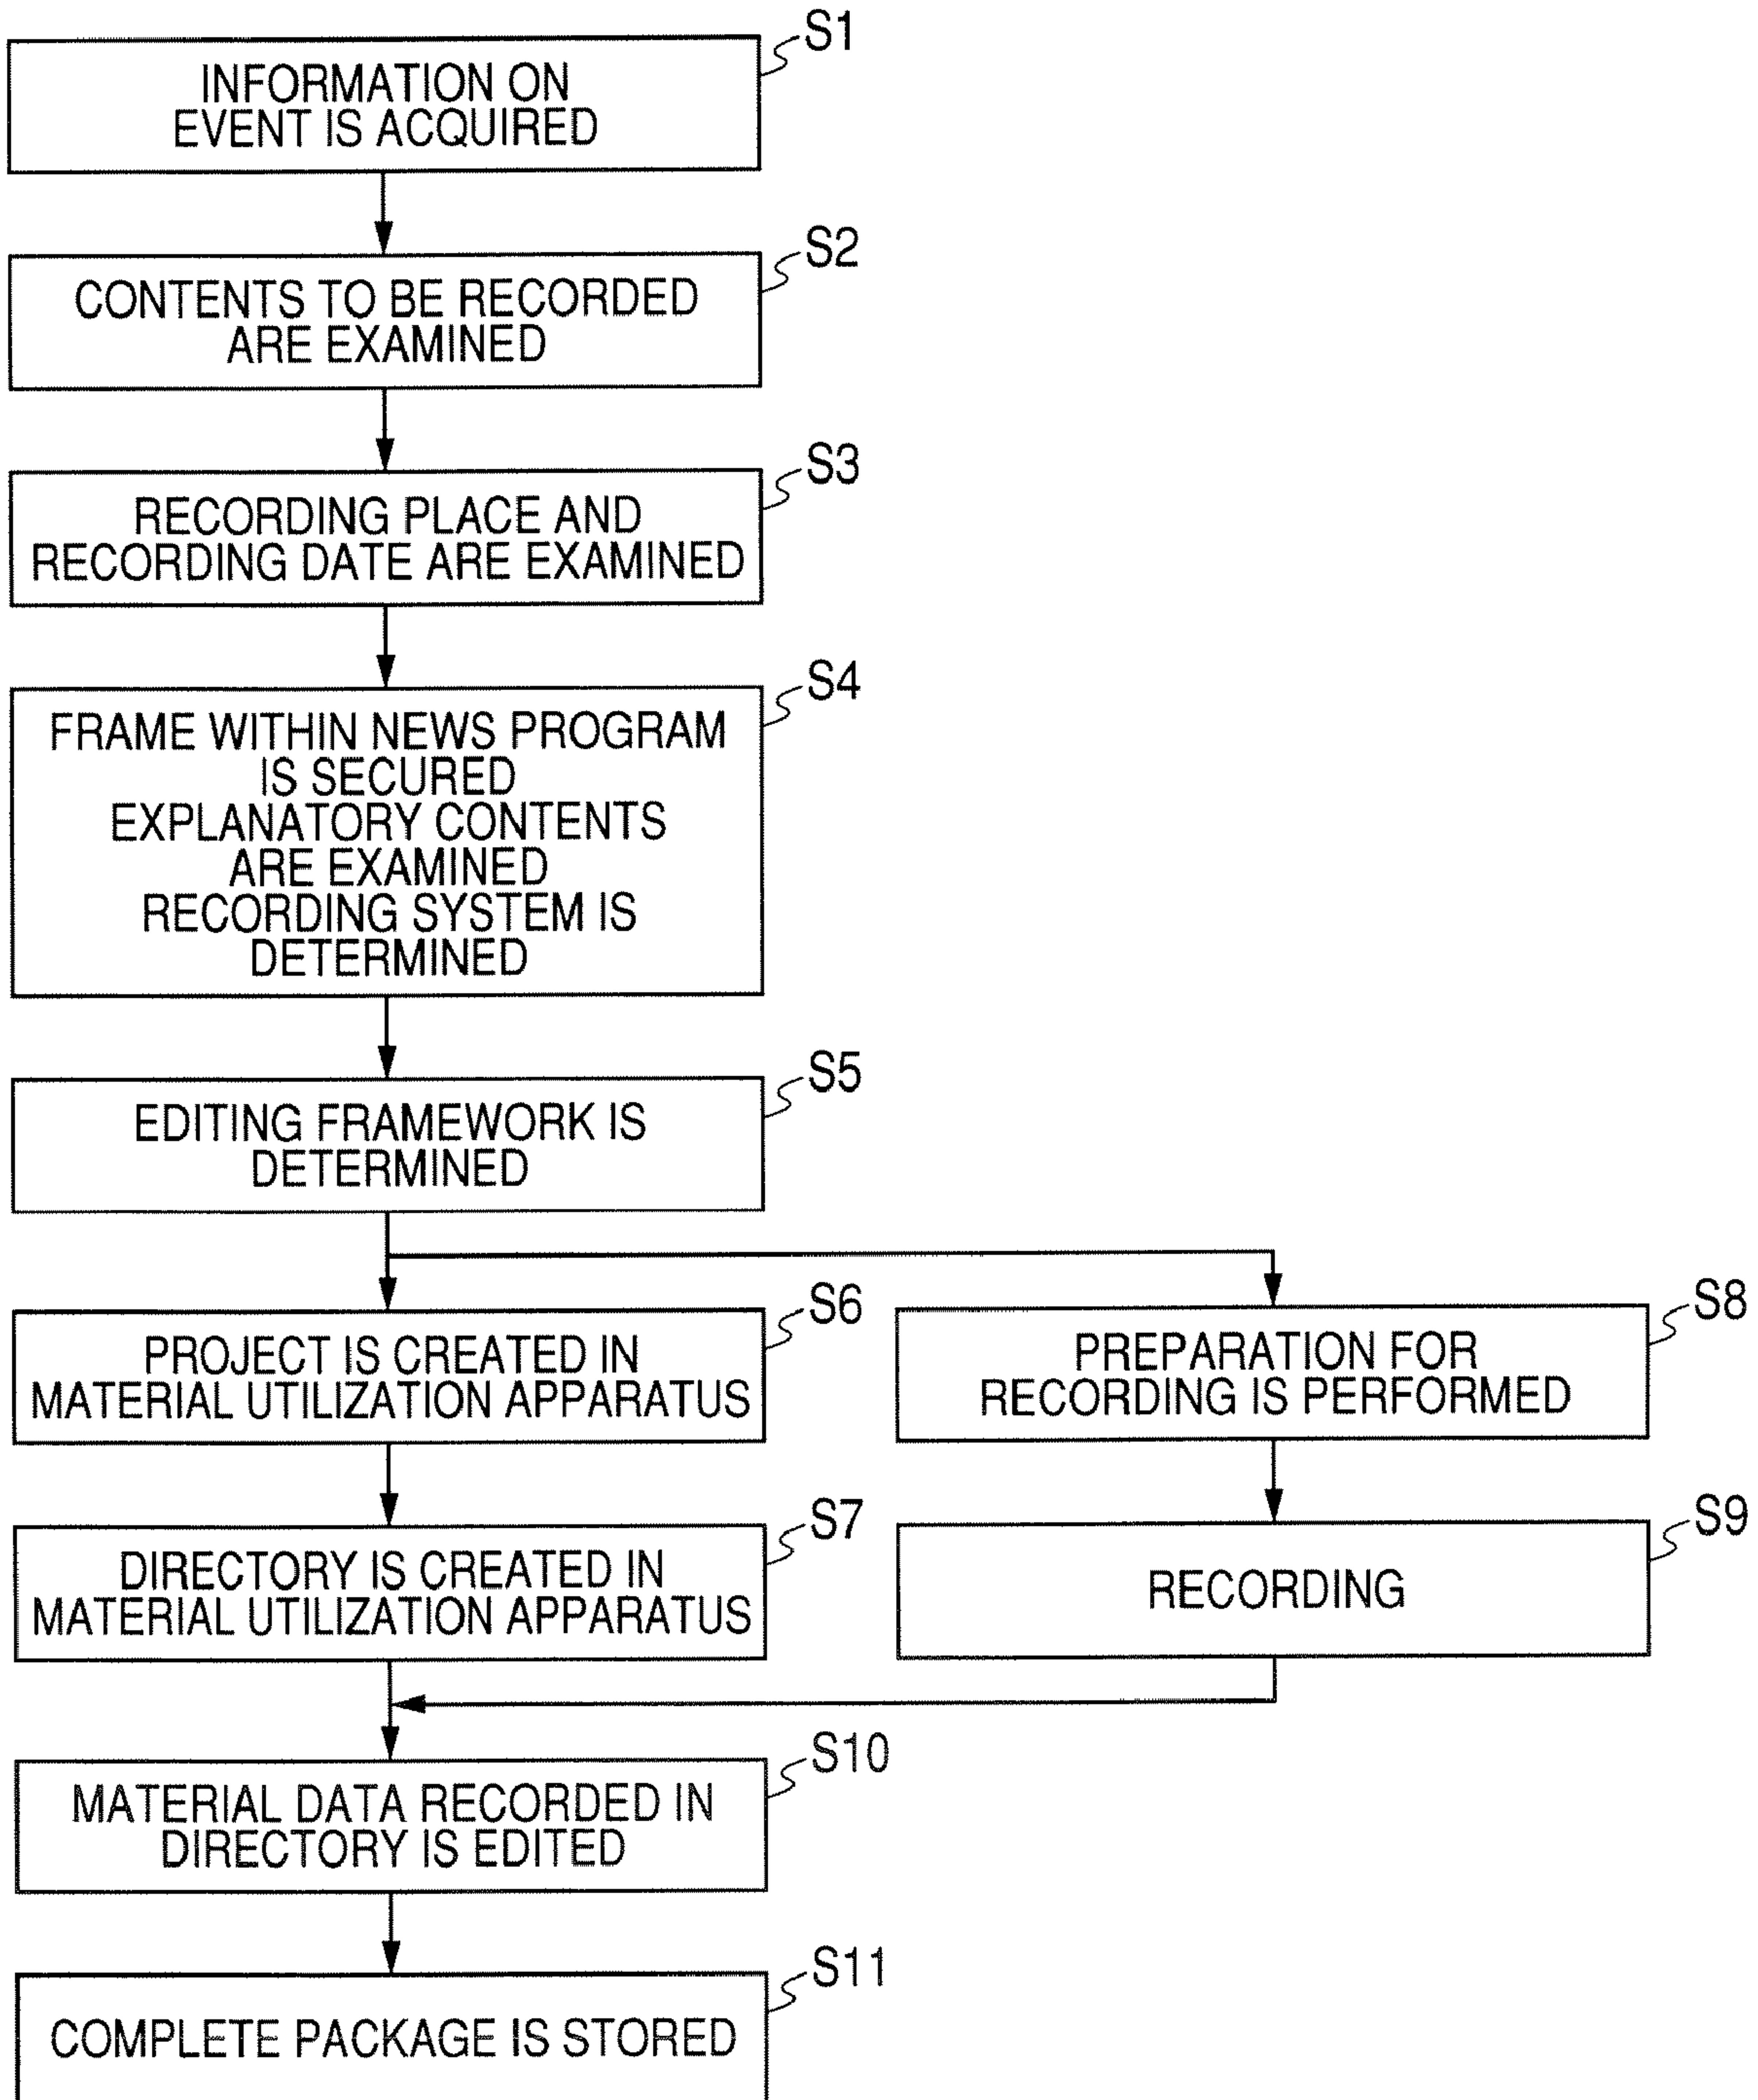 S1
INFORMATION ON
EVENT IS ACQUIRED
S2
CONTENTS TO BE RECORDED
ARE EXAMINED
S3
RECORDING PLACE AND
RECORDING DATE ARE EXAMINED
S4
FRAME WITHIN NEWS PROGRAM
IS SECURED
EXPLANATORY CONTENTS
ARE EXAMINED
RECORDING SYSTEM IS
DETERMINED
S5
EDITING FRAMEWORK IS
DETERMINED
S6
PROJECT IS CREATED IN
MATERIAL UTILIZATION APPARATUS
S8
PREPARATION FOR
RECORDING IS PERFORMED
S7
DIRECTORY IS CREATED IN
MATERIAL UTILIZATION APPARATUS
S9
RECORDING
S10
MATERIAL DATA RECORDED IN
DIRECTORY IS EDITED
S11
COMPLETE PACKAGE IS STORED